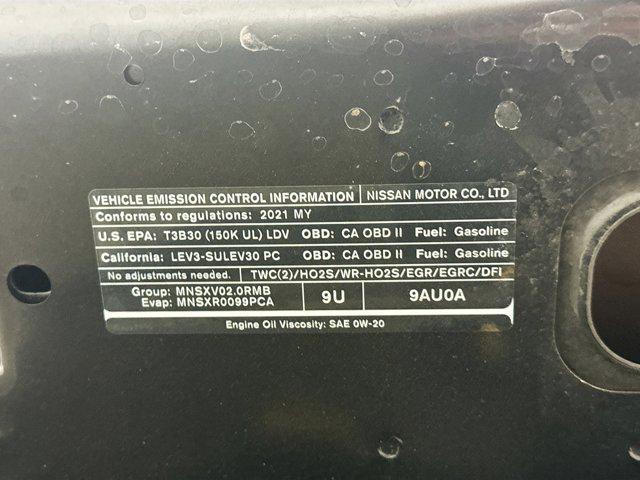 VEHICLE EMISSION CONTROL INFORMATION NISSAN MOTOR CO., LTD
Conforms to regulations: 2021 MY
U.S. EPA: T3B30 (150K UL) LDV OBD: CA OBD II Fuel: Gasoline
California: LEV3-SULEV30 PC OBD: CA OBD II Fuel: Gasoline
No adjustments needed. TWC(2)/HO2S/WR-HO2S/EGR/EGRC/DFI
Group: MNSXV02.0RMB
Evap: MNSXR0099PCA
9U 9AU0A
Engine Oil Viscosity: SAE 0W-20